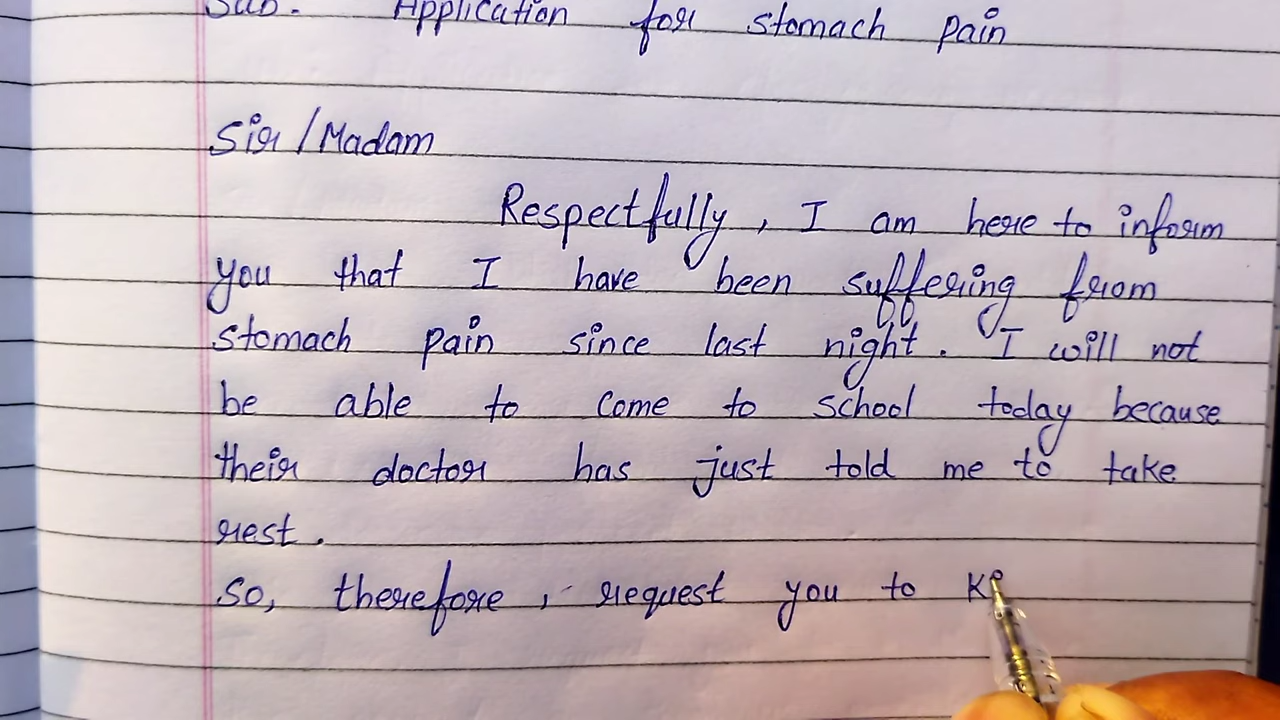 Sub. Application for stomach pain
Sir/Madam
Respectfully, I am here to inform
you that I have been suffering from
stomach pain since last night. I will not
be able to come to school today because
their doctor has just told me to take
rest.
So, therefore, request you to Ki